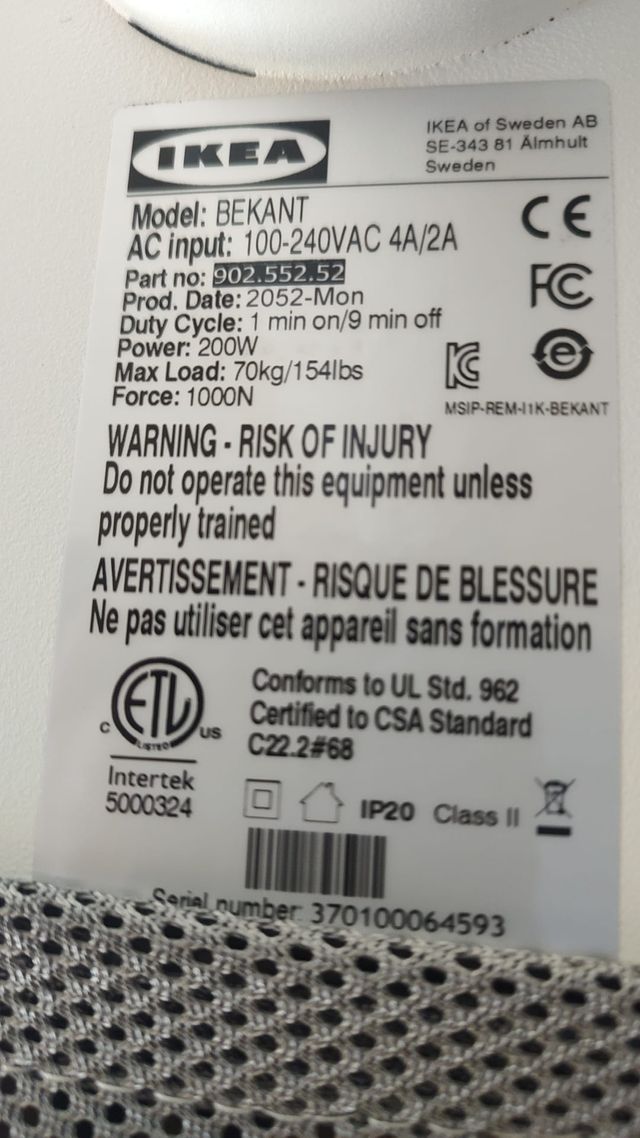 IKEA
IKEA of Sweden AB
SE-343 81 Älmhult
Sweden
Model: BEKANT
AC input: 100-240VAC 4A/2A
Part no: 902.552.52
Prod. Date: 2052-Mon
Duty Cycle: 1 min on/9 min off
Power: 200W
Max Load: 70kg/154lbs
Force: 1000N
CE
FC
KC
e
MSIP-REM-I1K-BEKANT
WARNING - RISK OF INJURY
Do not operate this equipment unless
properly trained
AVERTISSEMENT - RISQUE DE BLESSURE
Ne pas utiliser cet appareil sans formation
C ETL US
LISTED
Intertek
5000324
Conforms to UL Std. 962
Certified to CSA Standard
C22.2#68
IP20 Class II
Serial number: 370100064593